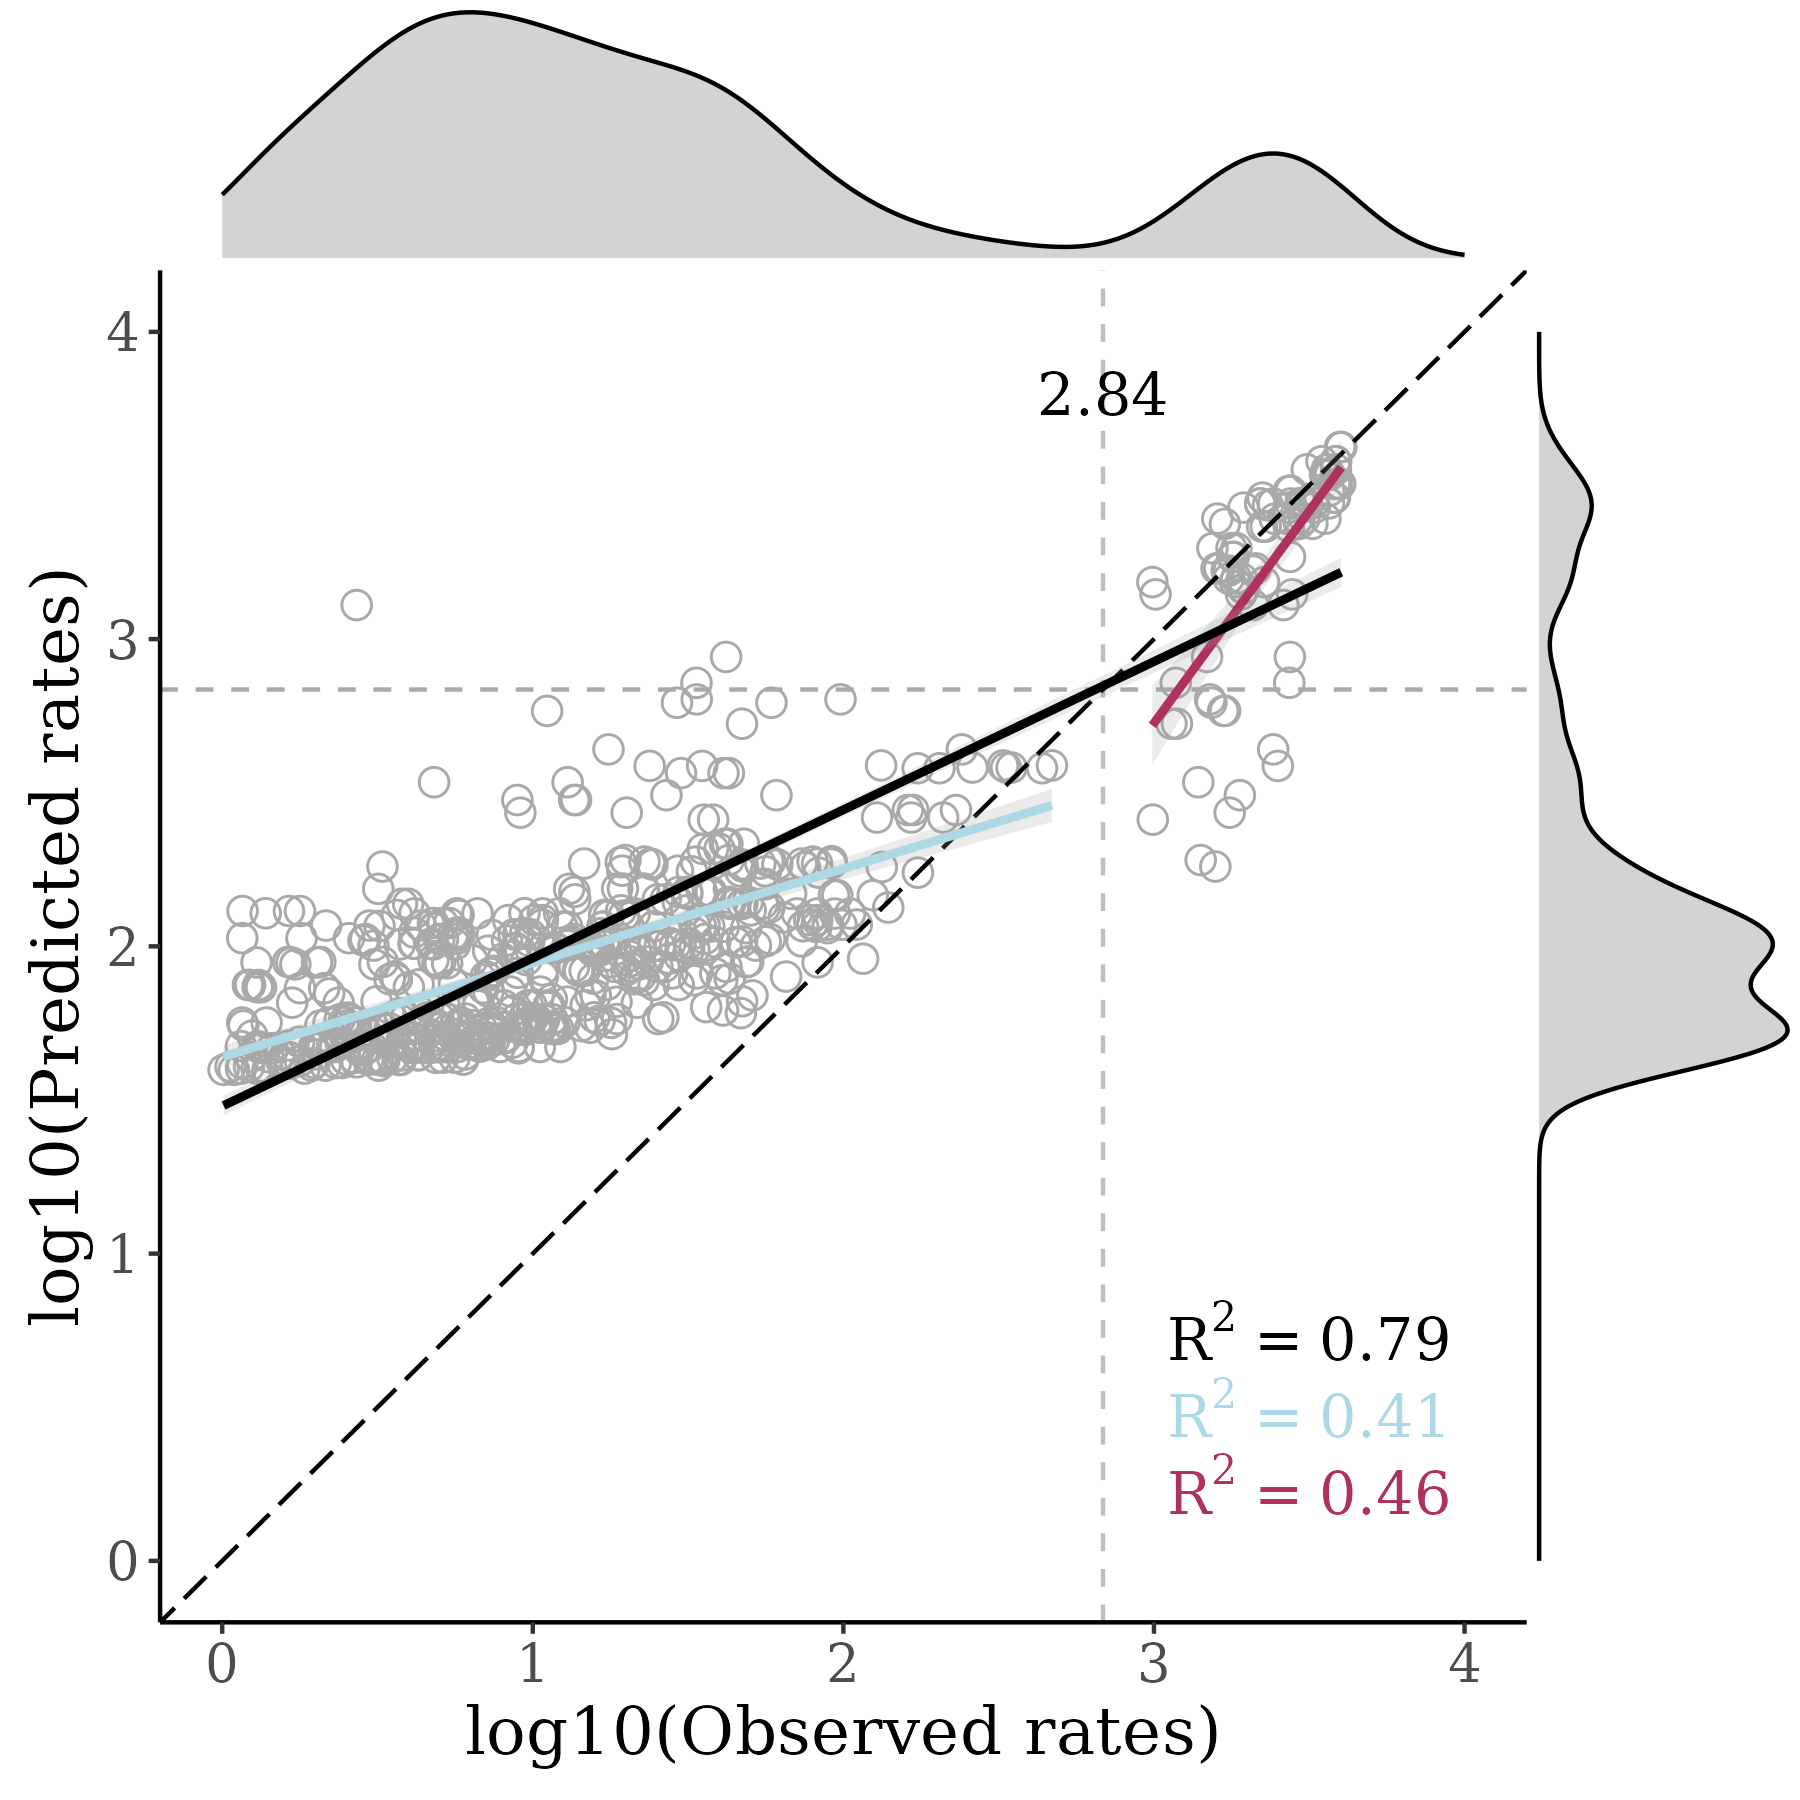 2.84
4
3
2
1
0
log10(Predicted rates)
R² = 0.79
R² = 0.41
R² = 0.46
0 1 2 3 4
log10(Observed rates)